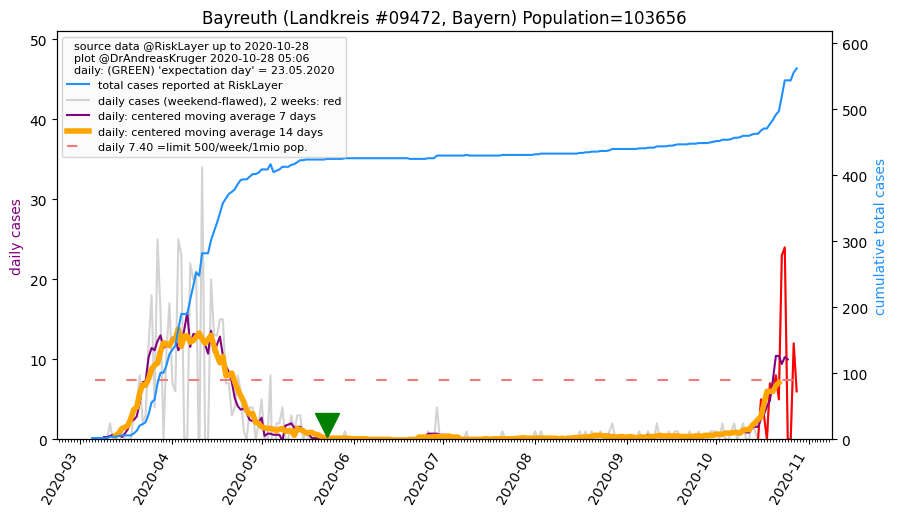 Bayreuth (Landkreis #09472, Bayern) Population=103656
source data @RiskLayer up to 2020-10-28
plot @DrAndreasKruger 2020-10-28 05:06
daily: (GREEN) 'expectation day' = 23.05.2020
total cases reported at RiskLayer
daily cases (weekend-flawed), 2 weeks: red
daily: centered moving average 7 days
daily: centered moving average 14 days
daily 7.40 =limit 500/week/1mio pop.
daily cases
50
40
30
20
10
0
cumulative total cases
600
500
400
300
200
100
0
2020-03
2020-04
2020-05
2020-06
2020-07
2020-08
2020-09
2020-10
2020-11